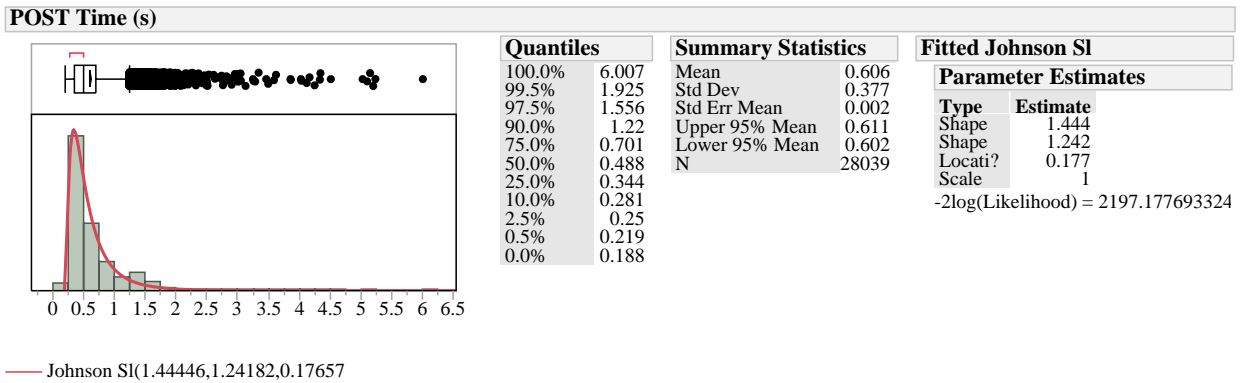 POST Time (s)
Quantiles
100.0% 6.007
99.5% 1.925
97.5% 1.556
90.0% 1.22
75.0% 0.701
50.0% 0.488
25.0% 0.344
10.0% 0.281
2.5% 0.25
0.5% 0.219
0.0% 0.188
Summary Statistics
Mean 0.606
Std Dev 0.377
Std Err Mean 0.002
Upper 95% Mean 0.611
Lower 95% Mean 0.602
N 28039
Fitted Johnson Sl
Parameter Estimates
Type Estimate
Shape 1.444
Shape 1.242
Locati? 0.177
Scale 1
-2log(Likelihood) = 2197.177693324
0 0.5 1 1.5 2 2.5 3 3.5 4 4.5 5 5.5 6 6.5
Johnson Sl(1.44446,1.24182,0.17657